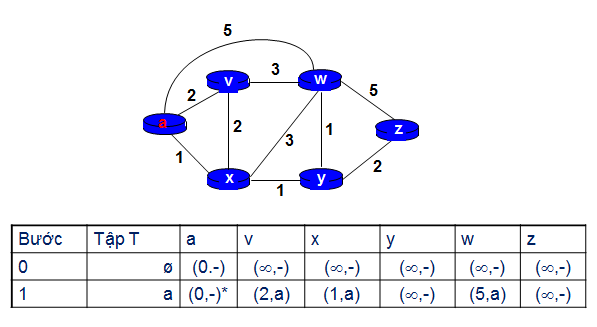 5
v
3
w
2
5
a
2
1
z
3
1
2
x
1
y
Bước Tập T a v x y w z
0 ø (0.-) (∞,-) (∞,-) (∞,-) (∞,-) (∞,-)
1 a (0,-)* (2,a) (1,a) (∞,-) (5,a) (∞,-)